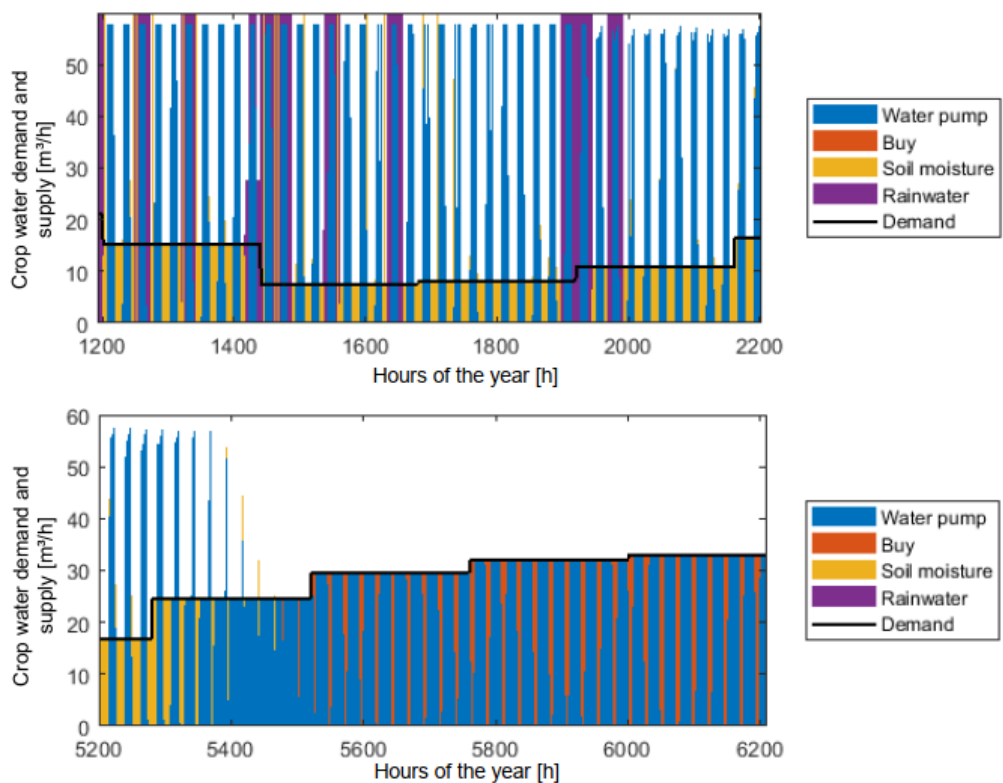 Crop water demand and
supply [m³/h]
50
40
30
20
10
0
1200 1400 1600 1800 2000 2200
Hours of the year [h]
Water pump
Buy
Soil moisture
Rainwater
Demand
Crop water demand and
supply [m³/h]
60
50
40
30
20
10
0
5200 5400 5600 5800 6000 6200
Hours of the year [h]
Water pump
Buy
Soil moisture
Rainwater
Demand